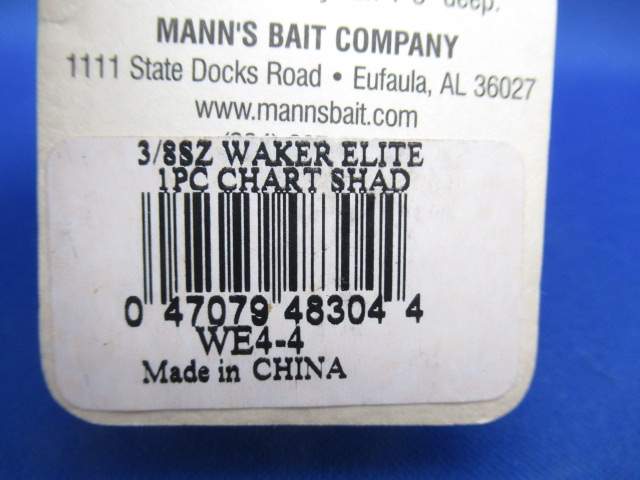 deep.
MANN'S BAIT COMPANY
1111 State Docks Road • Eufaula, AL 36027
www.mannsbait.com
3/8SZ WAKER ELITE
1PC CHART SHAD
0 47079 48304 4
WE4-4
Made in CHINA